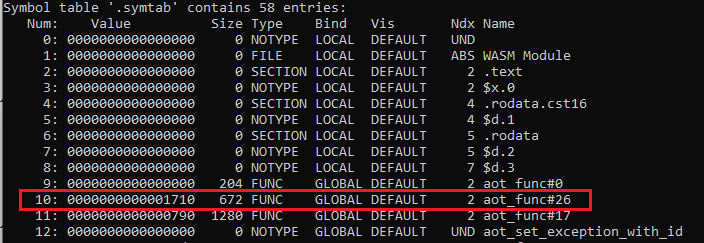 Symbol table '.symtab' contains 58 entries:
Num: Value Size Type Bind Vis Ndx Name
0: 0000000000000000 0 NOTYPE LOCAL DEFAULT UND
1: 0000000000000000 0 FILE LOCAL DEFAULT ABS WASM Module
2: 0000000000000000 0 SECTION LOCAL DEFAULT 2 .text
3: 0000000000000000 0 NOTYPE LOCAL DEFAULT 2 $x.0
4: 0000000000000000 0 SECTION LOCAL DEFAULT 4 .rodata.cst16
5: 0000000000000000 0 NOTYPE LOCAL DEFAULT 4 $d.1
6: 0000000000000000 0 SECTION LOCAL DEFAULT 5 .rodata
7: 0000000000000000 0 NOTYPE LOCAL DEFAULT 5 $d.2
8: 0000000000000000 0 NOTYPE LOCAL DEFAULT 7 $d.3
9: 0000000000000000 204 FUNC GLOBAL DEFAULT 2 aot_func#0
10: 0000000000001710 672 FUNC GLOBAL DEFAULT 2 aot_func#26
11: 0000000000000790 1280 FUNC GLOBAL DEFAULT 2 aot_func#17
12: 0000000000000000 0 NOTYPE GLOBAL DEFAULT UND aot_set_exception_with_id